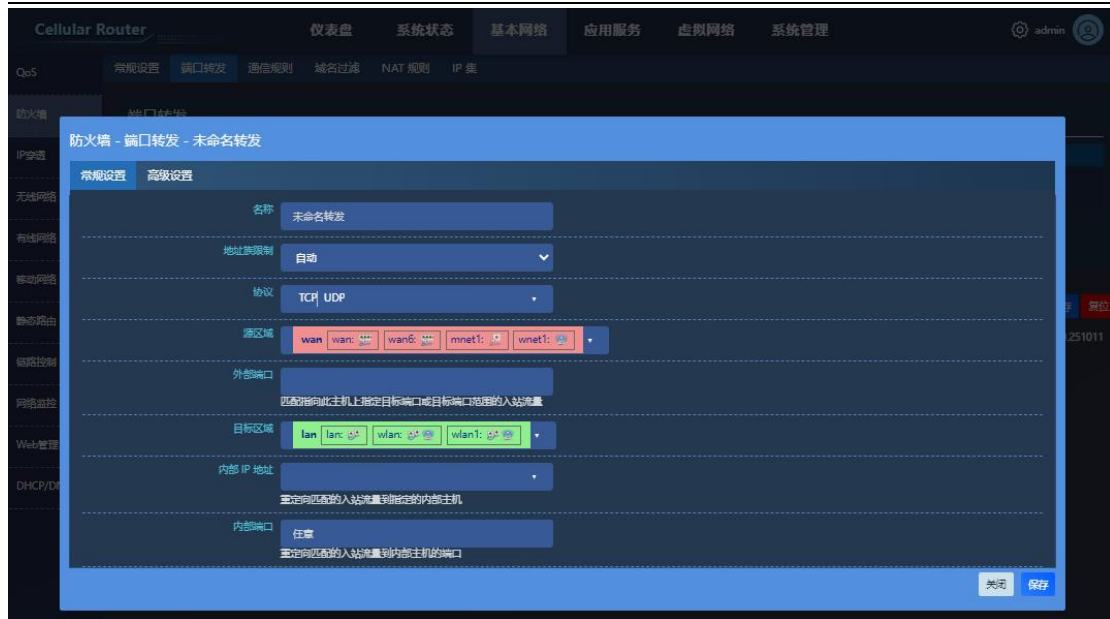 Cellular Router 仪表盘 系统状态 基本网络 应用服务 虚拟网络 系统管理 admin
QoS 常规设置 端口转发 通信规则 域名过滤 NAT 规则 IP 集
防火墙 端口转发
防火墙 - 端口转发 - 未命名转发
IP穿透
常规设置 高级设置
无线网络
名称 未命名转发
有线网络
地址族限制 自动
移动网络
协议 TCP UDP
静态路由 复位
源区域 wan wan: wan6: mnet1: wnet1:
.251011
链路控制
外部端口
匹配指向此主机上指定目标端口或目标端口范围的入站流量
网络监控
目标区域 lan lan: wlan: wlan1:
Web管理
内部 IP 地址
DHCP/D
重定向匹配的入站流量到指定的内部主机
内部端口 任意
重定向匹配的入站流量到内部主机的端口
关闭 保存